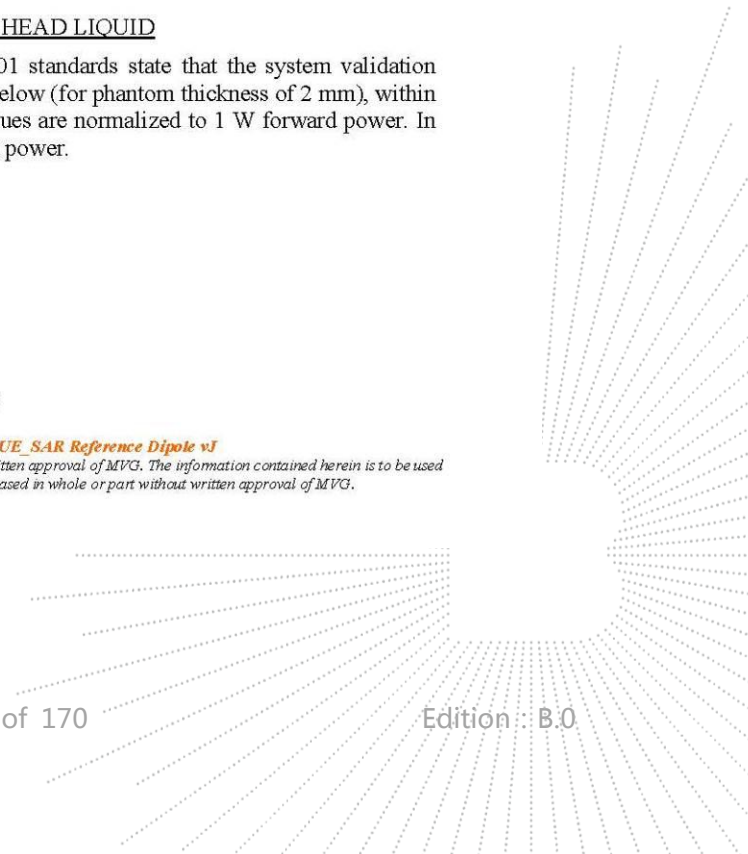 HEAD LIQUID
01 standards state that the system validation
elow (for phantom thickness of 2 mm), within
ues are normalized to 1 W forward power. In
power.
UE_SAR Reference Dipole vJ
tten approval of MVG. The information contained herein is to be used
ased in whole or part without written approval of MVG.
of 170
Edition : B.0